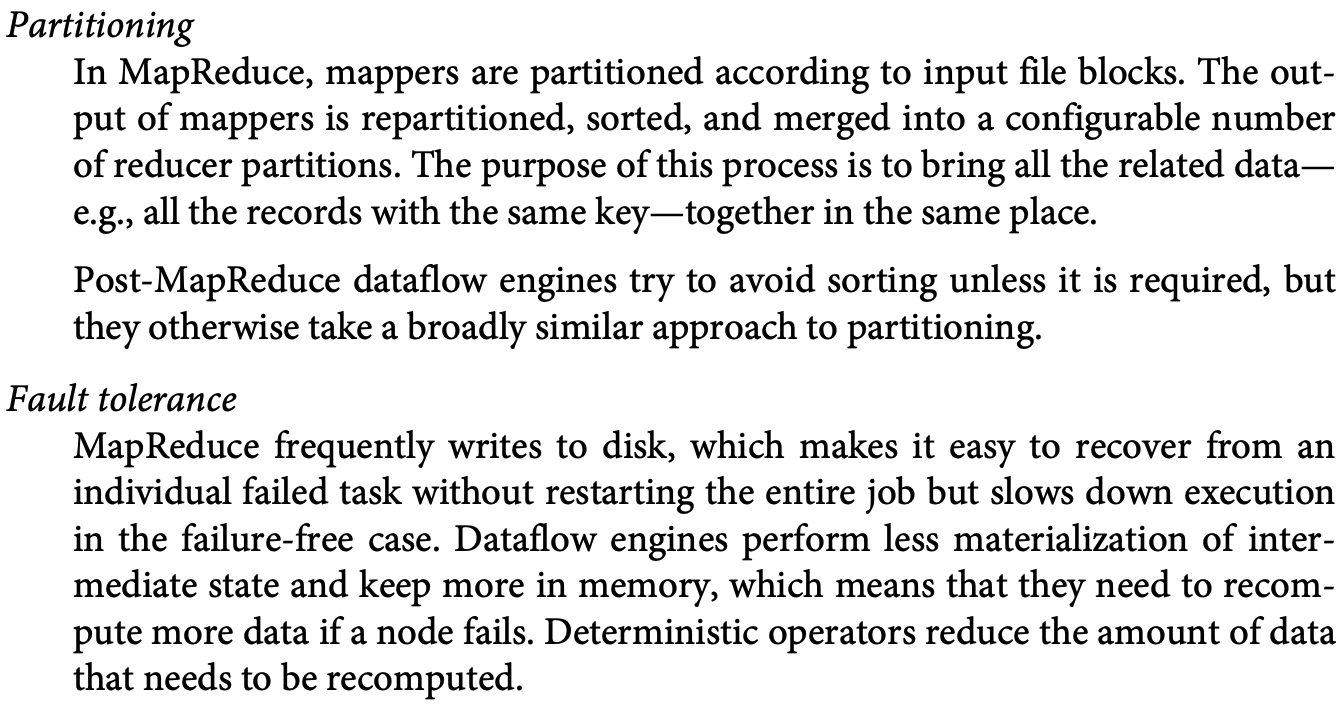 Partitioning
In MapReduce, mappers are partitioned according to input file blocks. The out-
put of mappers is repartitioned, sorted, and merged into a configurable number
of reducer partitions. The purpose of this process is to bring all the related data—
e.g., all the records with the same key—together in the same place.
Post-MapReduce dataflow engines try to avoid sorting unless it is required, but
they otherwise take a broadly similar approach to partitioning.
Fault tolerance
MapReduce frequently writes to disk, which makes it easy to recover from an
individual failed task without restarting the entire job but slows down execution
in the failure-free case. Dataflow engines perform less materialization of inter-
mediate state and keep more in memory, which means that they need to recom-
pute more data if a node fails. Deterministic operators reduce the amount of data
that needs to be recomputed.